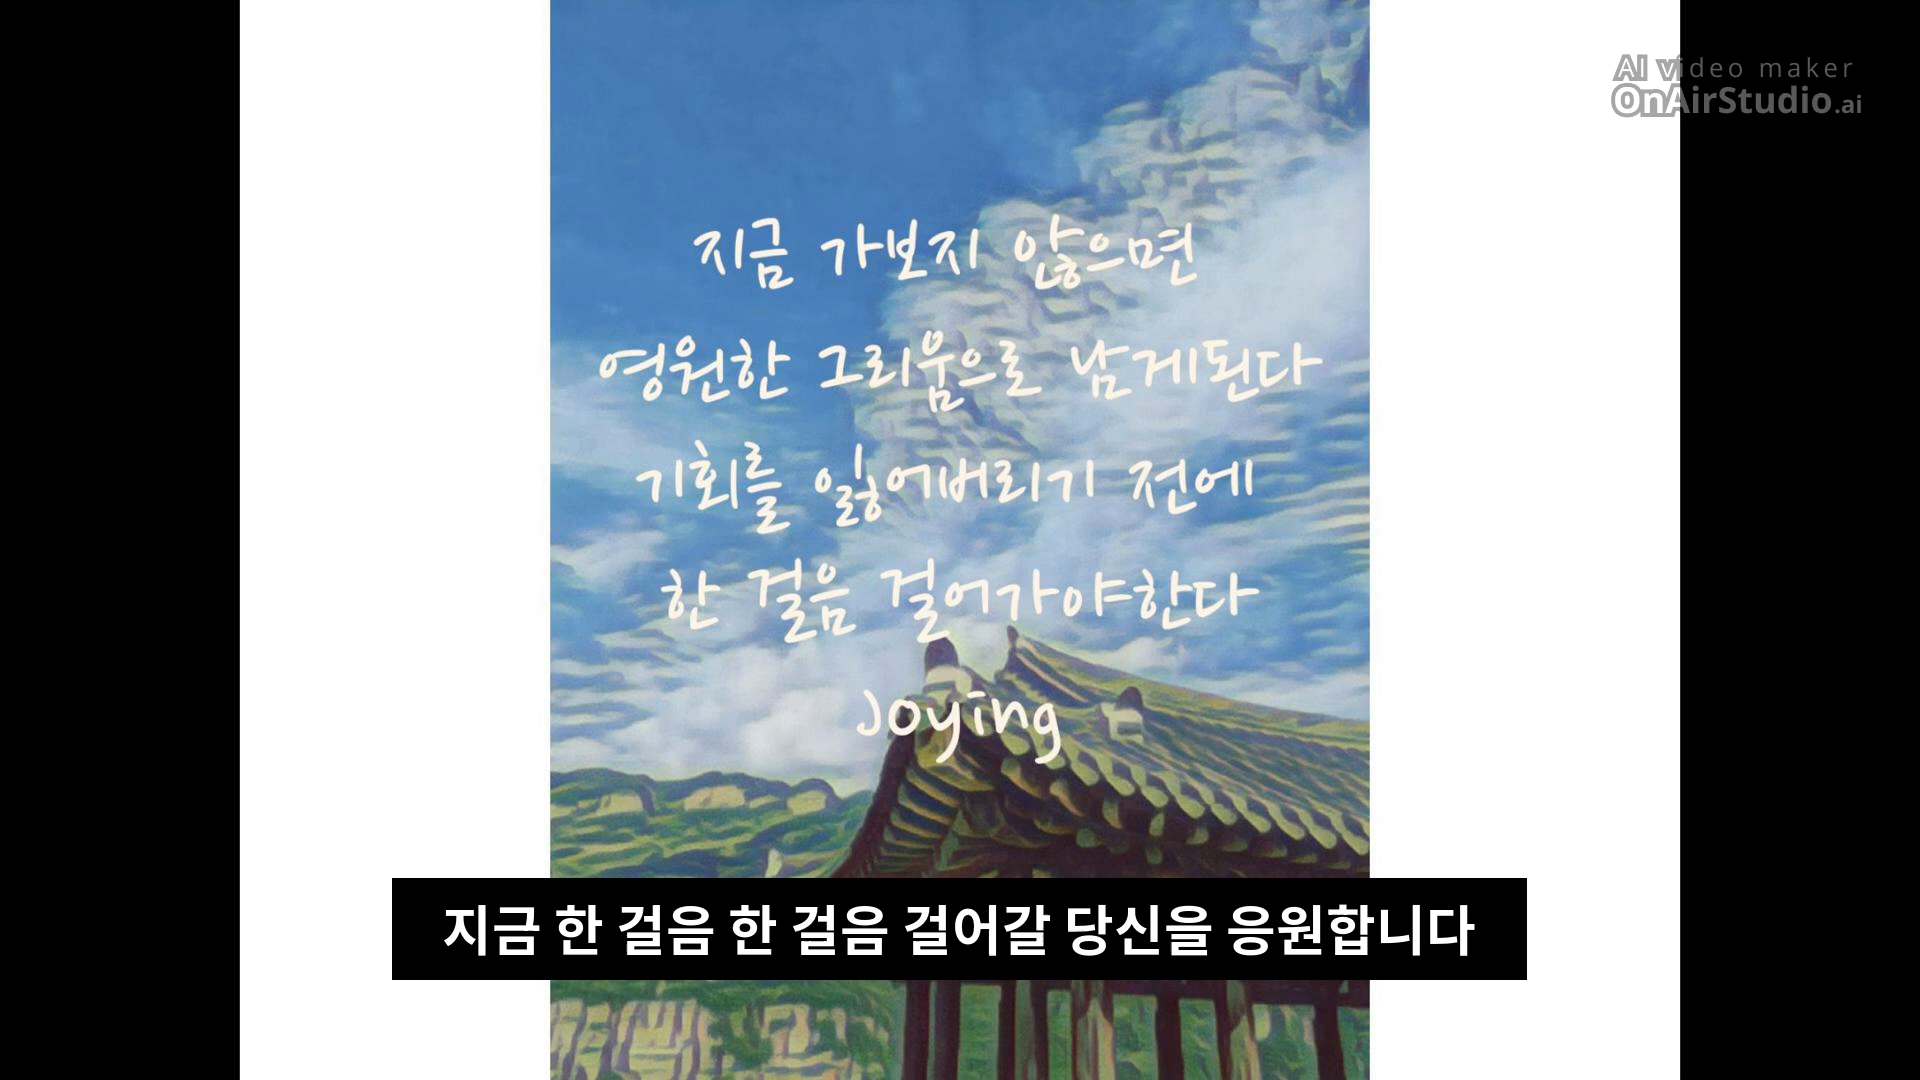 AI video maker
OnAirStudio.ai
지금 가보지 않으면
영원한 그리움으로 남게된다
기회를 잃어버리기 전에
한 걸음 걸어가야한다
Joying
지금 한 걸음 한 걸음 걸어갈 당신을 응원합니다